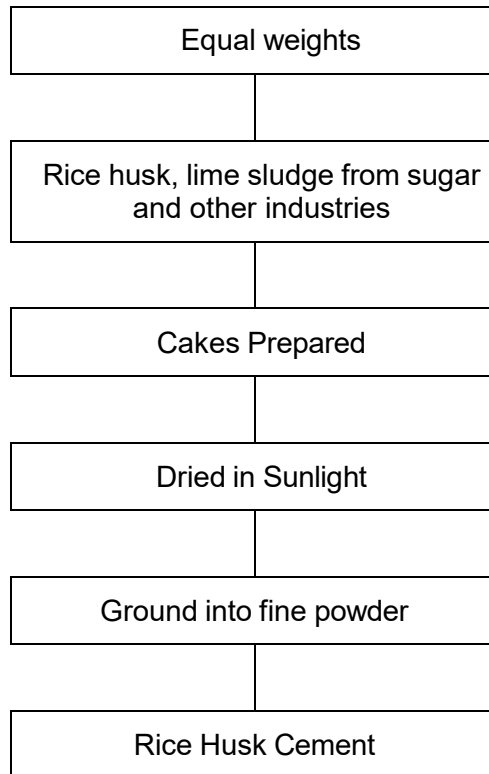 Equal weights
Rice husk, lime sludge from sugar
and other industries
Cakes Prepared
Dried in Sunlight
Ground into fine powder
Rice Husk Cement